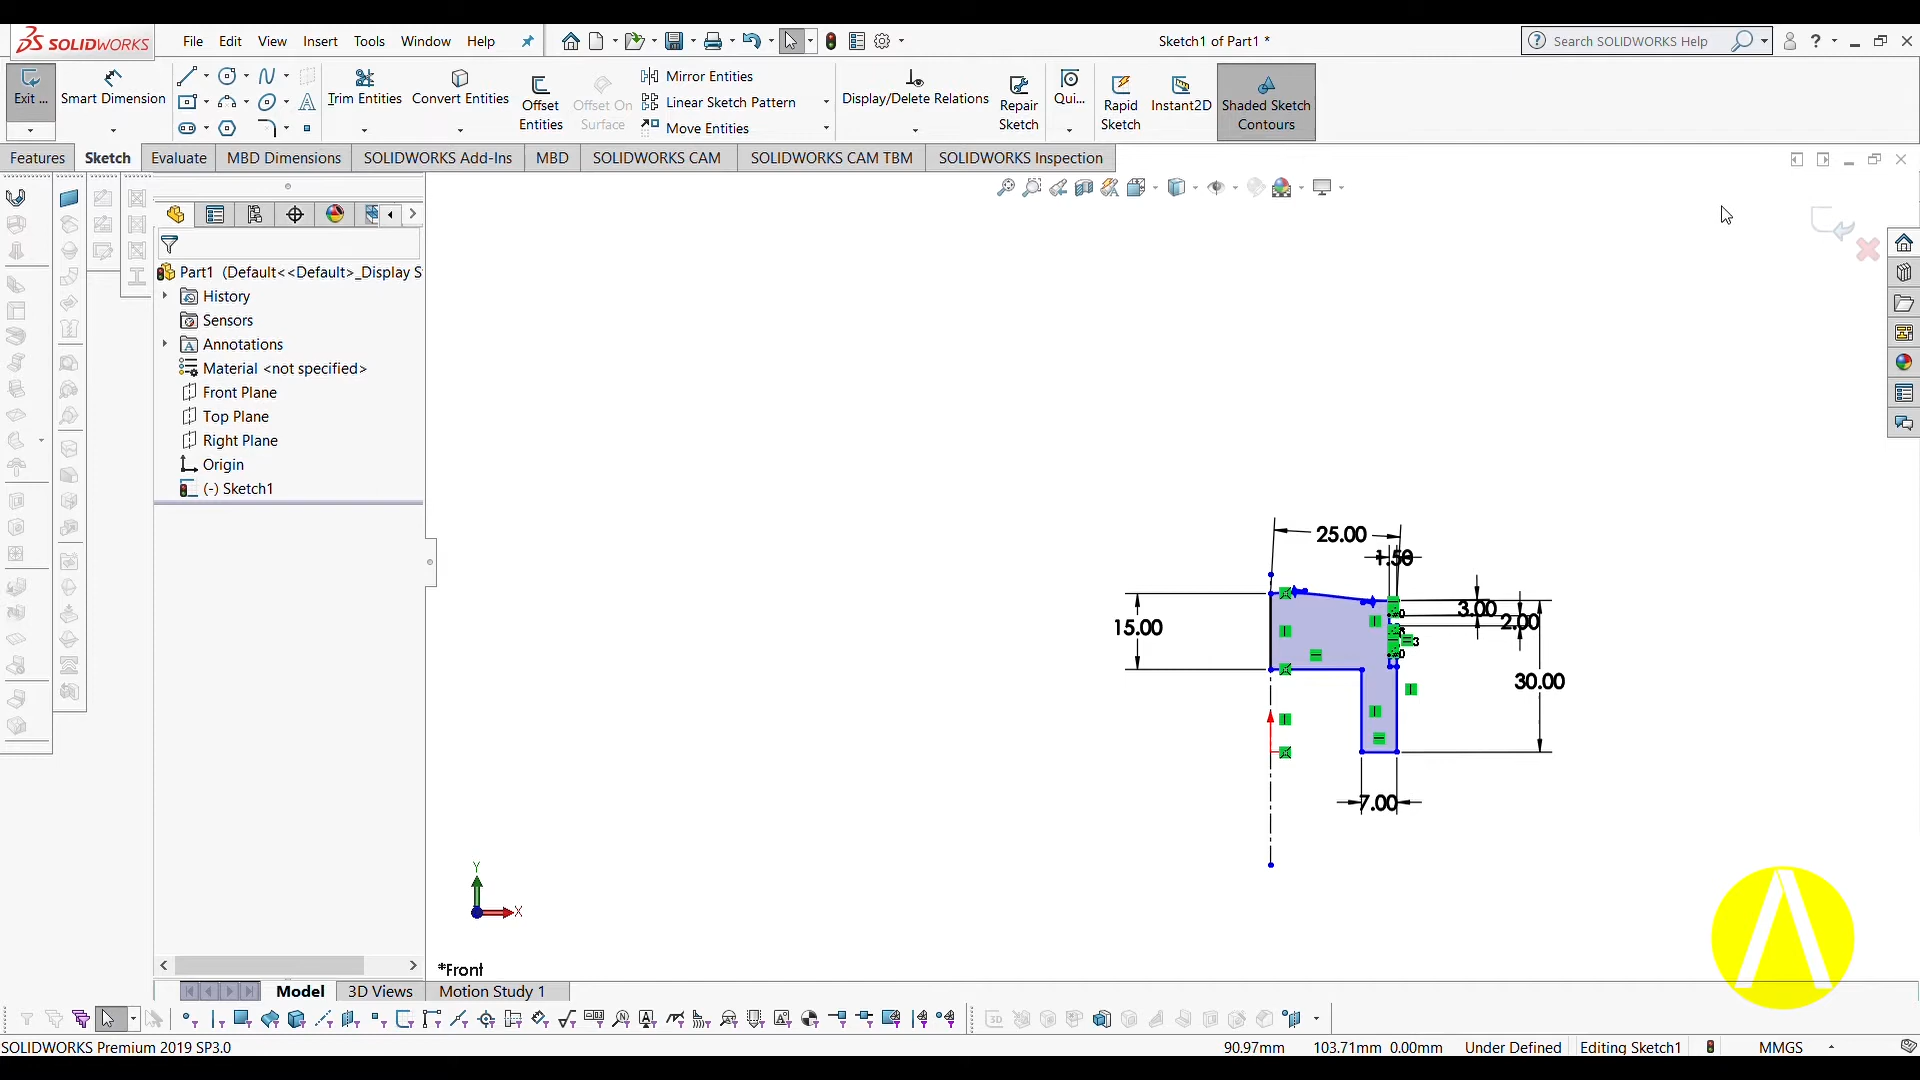 SOLIDWORKS File Edit View Insert Tools Window Help Sketch1 of Part1 * Search SOLIDWORKS Help
Exit ... Smart Dimension Trim Entities Convert Entities Offset Entities Offset On Surface Mirror Entities Linear Sketch Pattern Move Entities Display/Delete Relations Repair Sketch Qui... Rapid Sketch Instant2D Shaded Sketch Contours
Features Sketch Evaluate MBD Dimensions SOLIDWORKS Add-Ins MBD SOLIDWORKS CAM SOLIDWORKS CAM TBM SOLIDWORKS Inspection
Part1 (Default<<Default>_Display S
History
Sensors
Annotations
Material <not specified>
Front Plane
Top Plane
Right Plane
Origin
(-) Sketch1
25.00
1.50
3.00
2.00
15.00
30.00
7.00
Y
X
*Front
Model 3D Views Motion Study 1
SOLIDWORKS Premium 2019 SP3.0 90.97mm 103.71mm 0.00mm Under Defined Editing Sketch1 MMGS